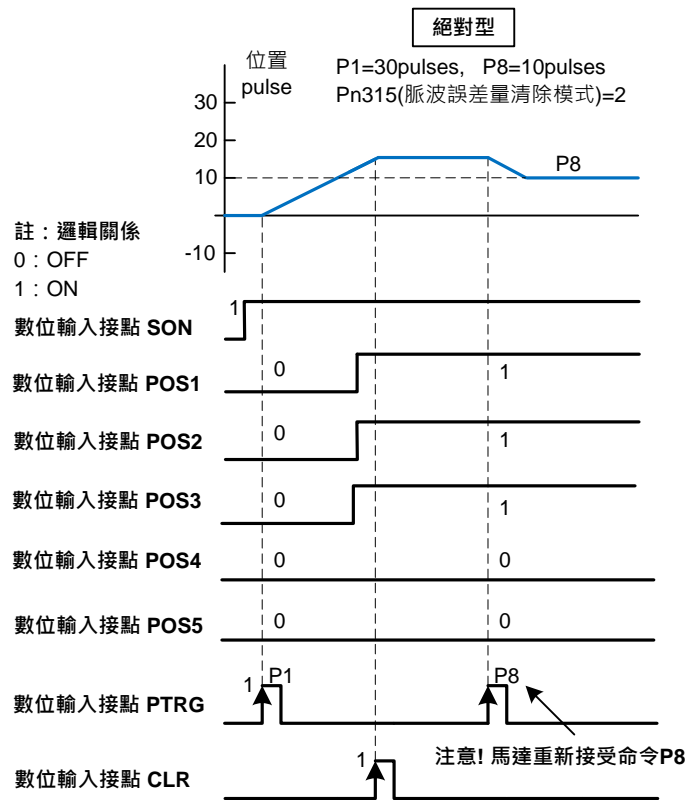 絕對型
位置
pulse
P1=30pulses, P8=10pulses
Pn315(脈波誤差量清除模式)=2
30
20
10
P8
-10
註：邏輯關係
0：OFF
1：ON
1
數位輸入接點 SON
0
1
數位輸入接點 POS1
0
1
數位輸入接點 POS2
0
1
數位輸入接點 POS3
0
0
數位輸入接點 POS4
0
0
數位輸入接點 POS5
1
P1
P8
數位輸入接點 PTRG
注意! 馬達重新接受命令P8
1
數位輸入接點 CLR